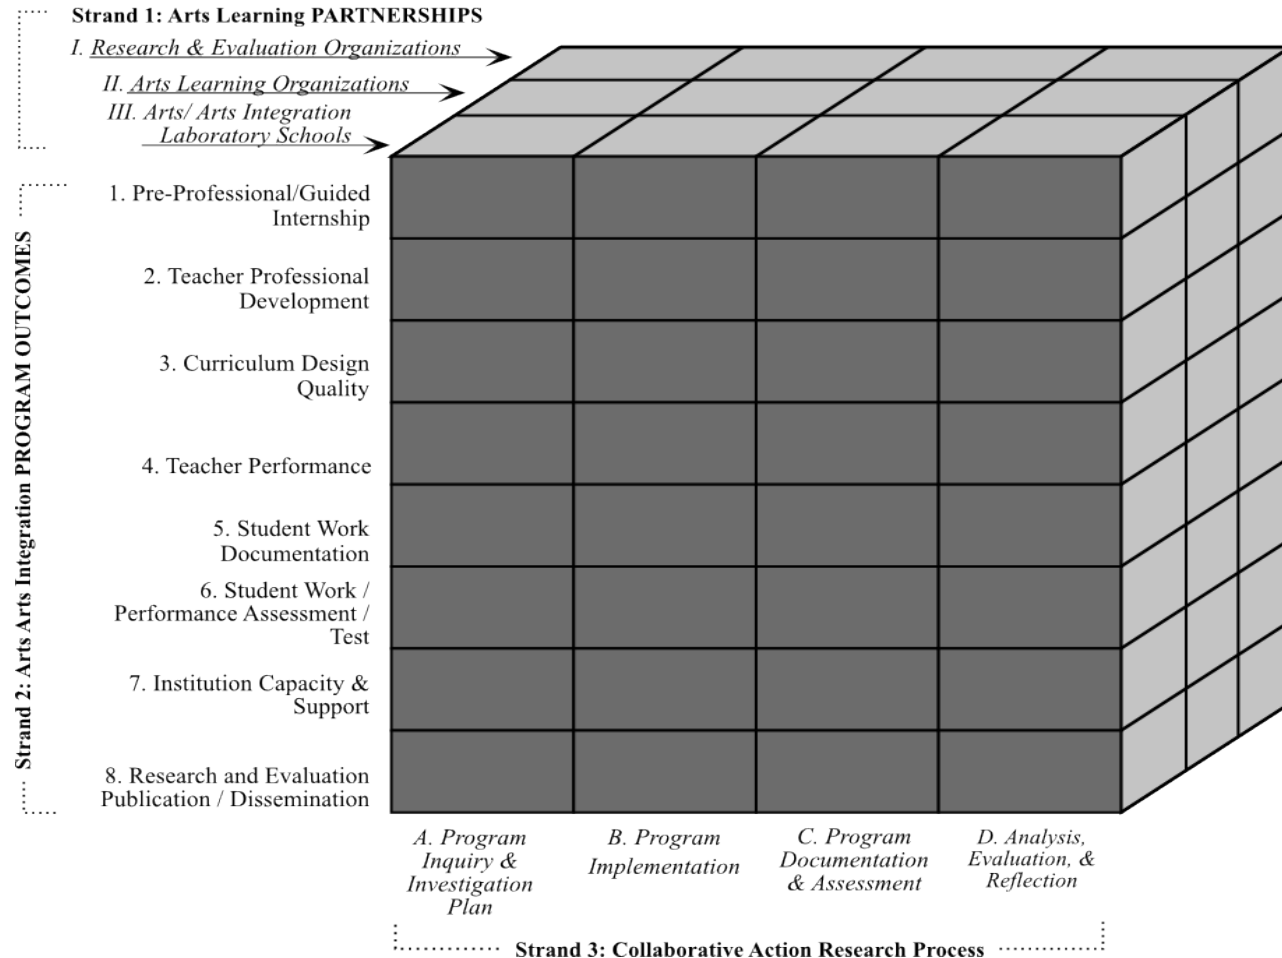 Strand 1: Arts Learning PARTNERSHIPS
I. Research & Evaluation Organizations
II. Arts Learning Organizations
III. Arts/ Arts Integration
Laboratory Schools
Strand 2: Arts Arts Integration PROGRAM OUTCOMES
1. Pre-Professional/Guided
Internship
2. Teacher Professional
Development
3. Curriculum Design
Quality
4. Teacher Performance
5. Student Work
Documentation
6. Student Work /
Performance Assessment /
Test
7. Institution Capacity &
Support
8. Research and Evaluation
Publication / Dissemination
A. Program
Inquiry &
Investigation
Plan
B. Program
Implementation
C. Program
Documentation
& Assessment
D. Analysis,
Evaluation, &
Reflection
Strand 3: Collaborative Action Research Process